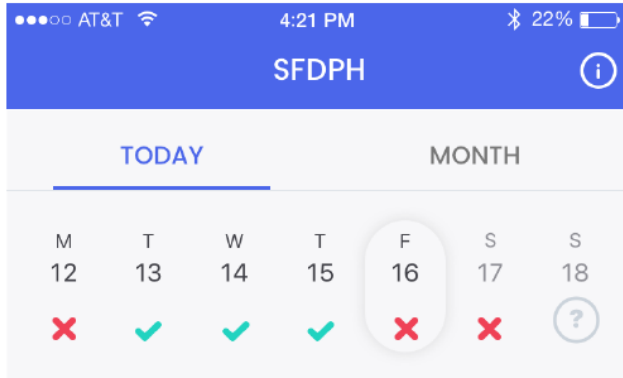 AT&T 4:21 PM 22%
SFDPH
TODAY MONTH
M T W T F S S
12 13 14 15 16 17 18
?